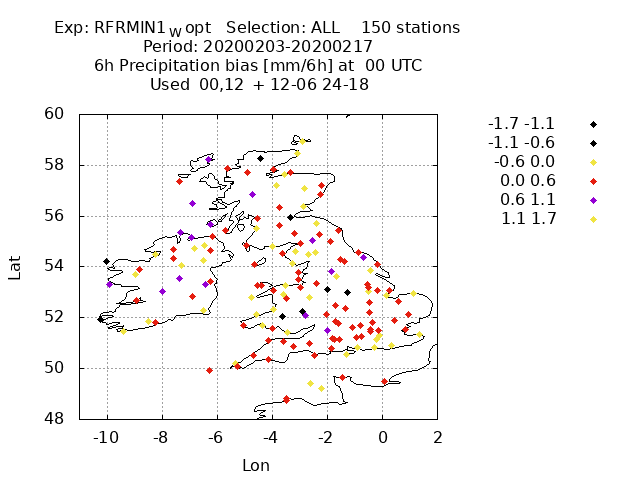 Exp: RFRMIN1_W opt Selection: ALL 150 stations
Period: 20200203-20200217
6h Precipitation bias [mm/6h] at 00 UTC
Used 00,12 + 12-06 24-18
-1.7 -1.1
-1.1 -0.6
-0.6 0.0
0.0 0.6
0.6 1.1
1.1 1.7
60
58
56
54
52
50
48
Lat
-10 -8 -6 -4 -2 0 2
Lon